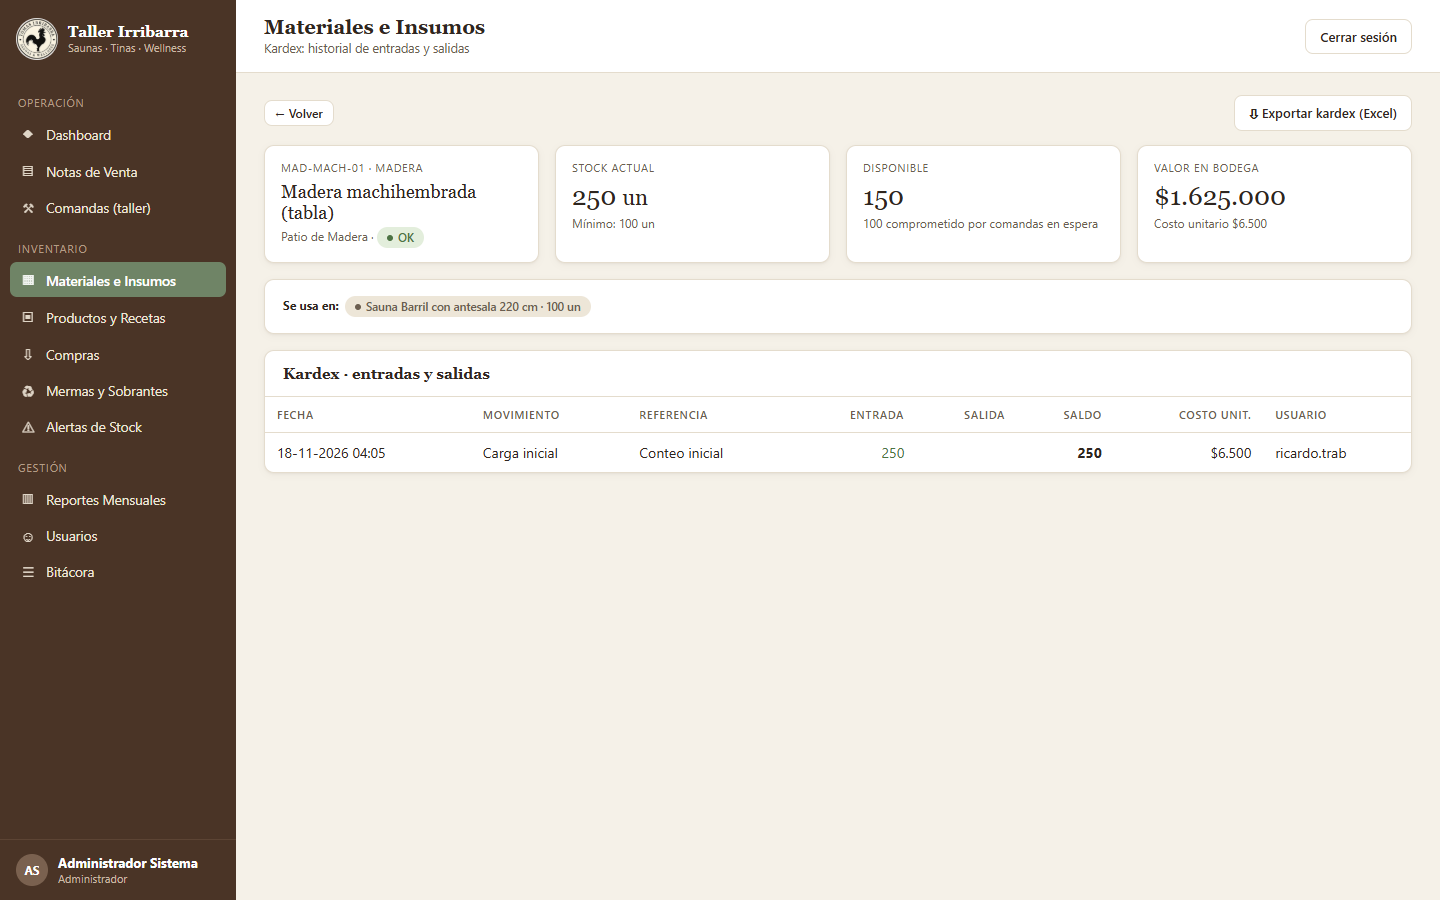 Taller Irribarra
Saunas · Tinas · Wellness
OPERACIÓN
Dashboard
Notas de Venta
Comandas (taller)
INVENTARIO
Materiales e Insumos
Productos y Recetas
Compras
Mermas y Sobrantes
Alertas de Stock
GESTIÓN
Reportes Mensuales
Usuarios
Bitácora
AS
Administrador Sistema
Administrador
Materiales e Insumos
Kardex: historial de entradas y salidas
Cerrar sesión
← Volver
⇩ Exportar kardex (Excel)
MAD-MACH-01 · MADERA
Madera machihembrada
(tabla)
Patio de Madera · ● OK
STOCK ACTUAL
250 un
Mínimo: 100 un
DISPONIBLE
150
100 comprometido por comandas en espera
VALOR EN BODEGA
$1.625.000
Costo unitario $6.500
Se usa en: ● Sauna Barril con antesala 220 cm · 100 un
Kardex · entradas y salidas
FECHA MOVIMIENTO REFERENCIA ENTRADA SALIDA SALDO COSTO UNIT. USUARIO
18-11-2026 04:05 Carga inicial Conteo inicial 250 250 $6.500 ricardo.trab